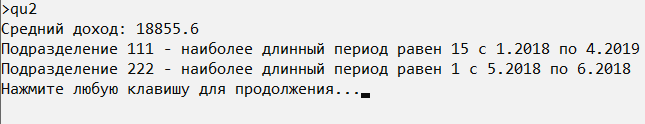 >qu2
Средний доход: 18855.6
Подразделение 111 - наиболее длинный период равен 15 с 1.2018 по 4.2019
Подразделение 222 - наиболее длинный период равен 1 с 5.2018 по 6.2018
Нажмите любую клавишу для продолжения...